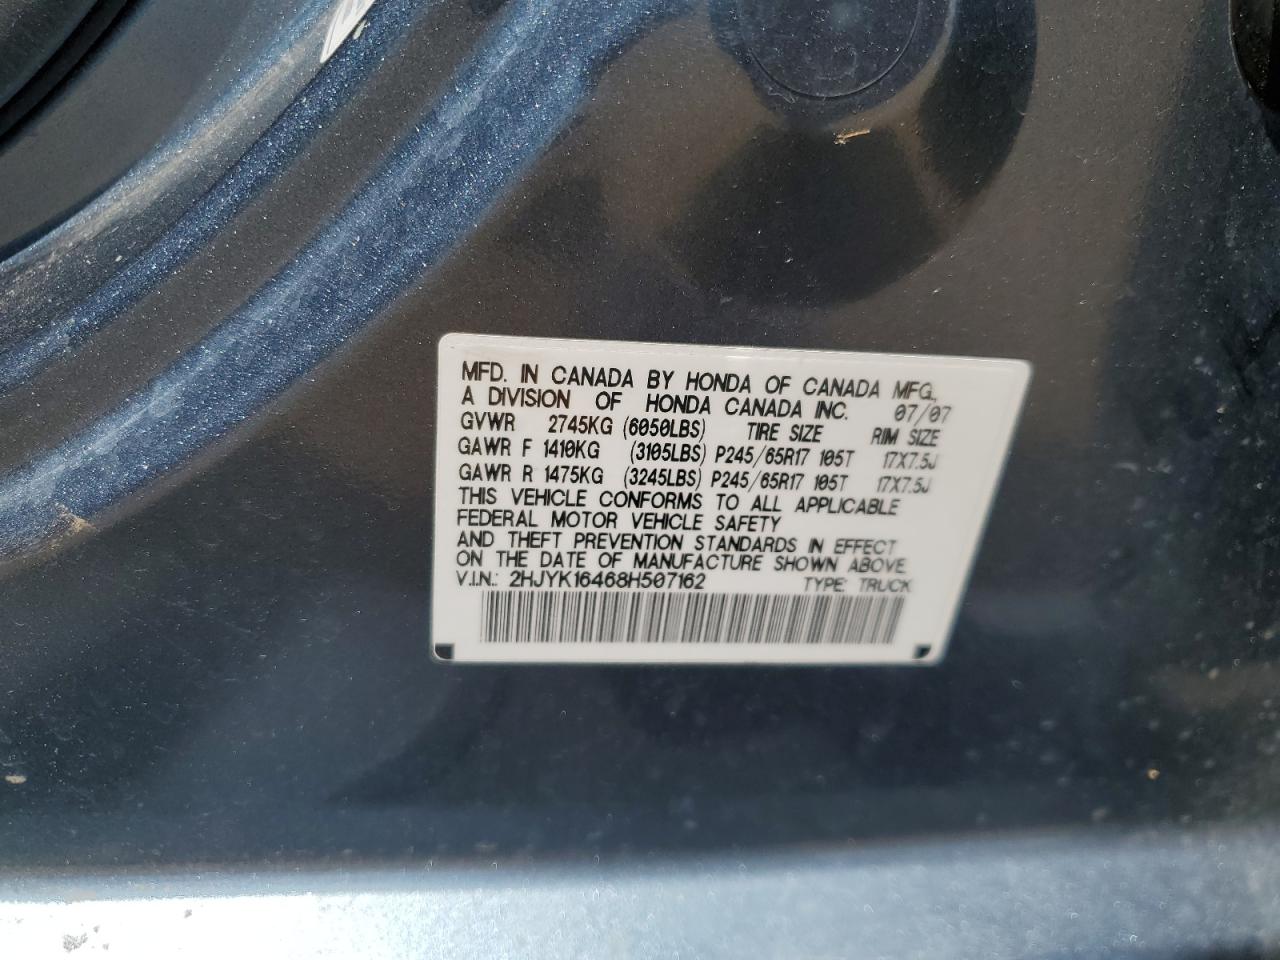 MFD. IN CANADA BY HONDA OF CANADA MFG.,
A DIVISION OF HONDA CANADA INC. 07/07
GVWR 2745KG (6050LBS) TIRE SIZE RIM SIZE
GAWR F 1410KG (3105LBS) P245/65R17 105T 17X7.5J
GAWR R 1475KG (3245LBS) P245/65R17 105T 17X7.5J
THIS VEHICLE CONFORMS TO ALL APPLICABLE
FEDERAL MOTOR VEHICLE SAFETY
AND THEFT PREVENTION STANDARDS IN EFFECT
ON THE DATE OF MANUFACTURE SHOWN ABOVE.
V.I.N.: 2HJYK16468H507162 TYPE: TRUCK